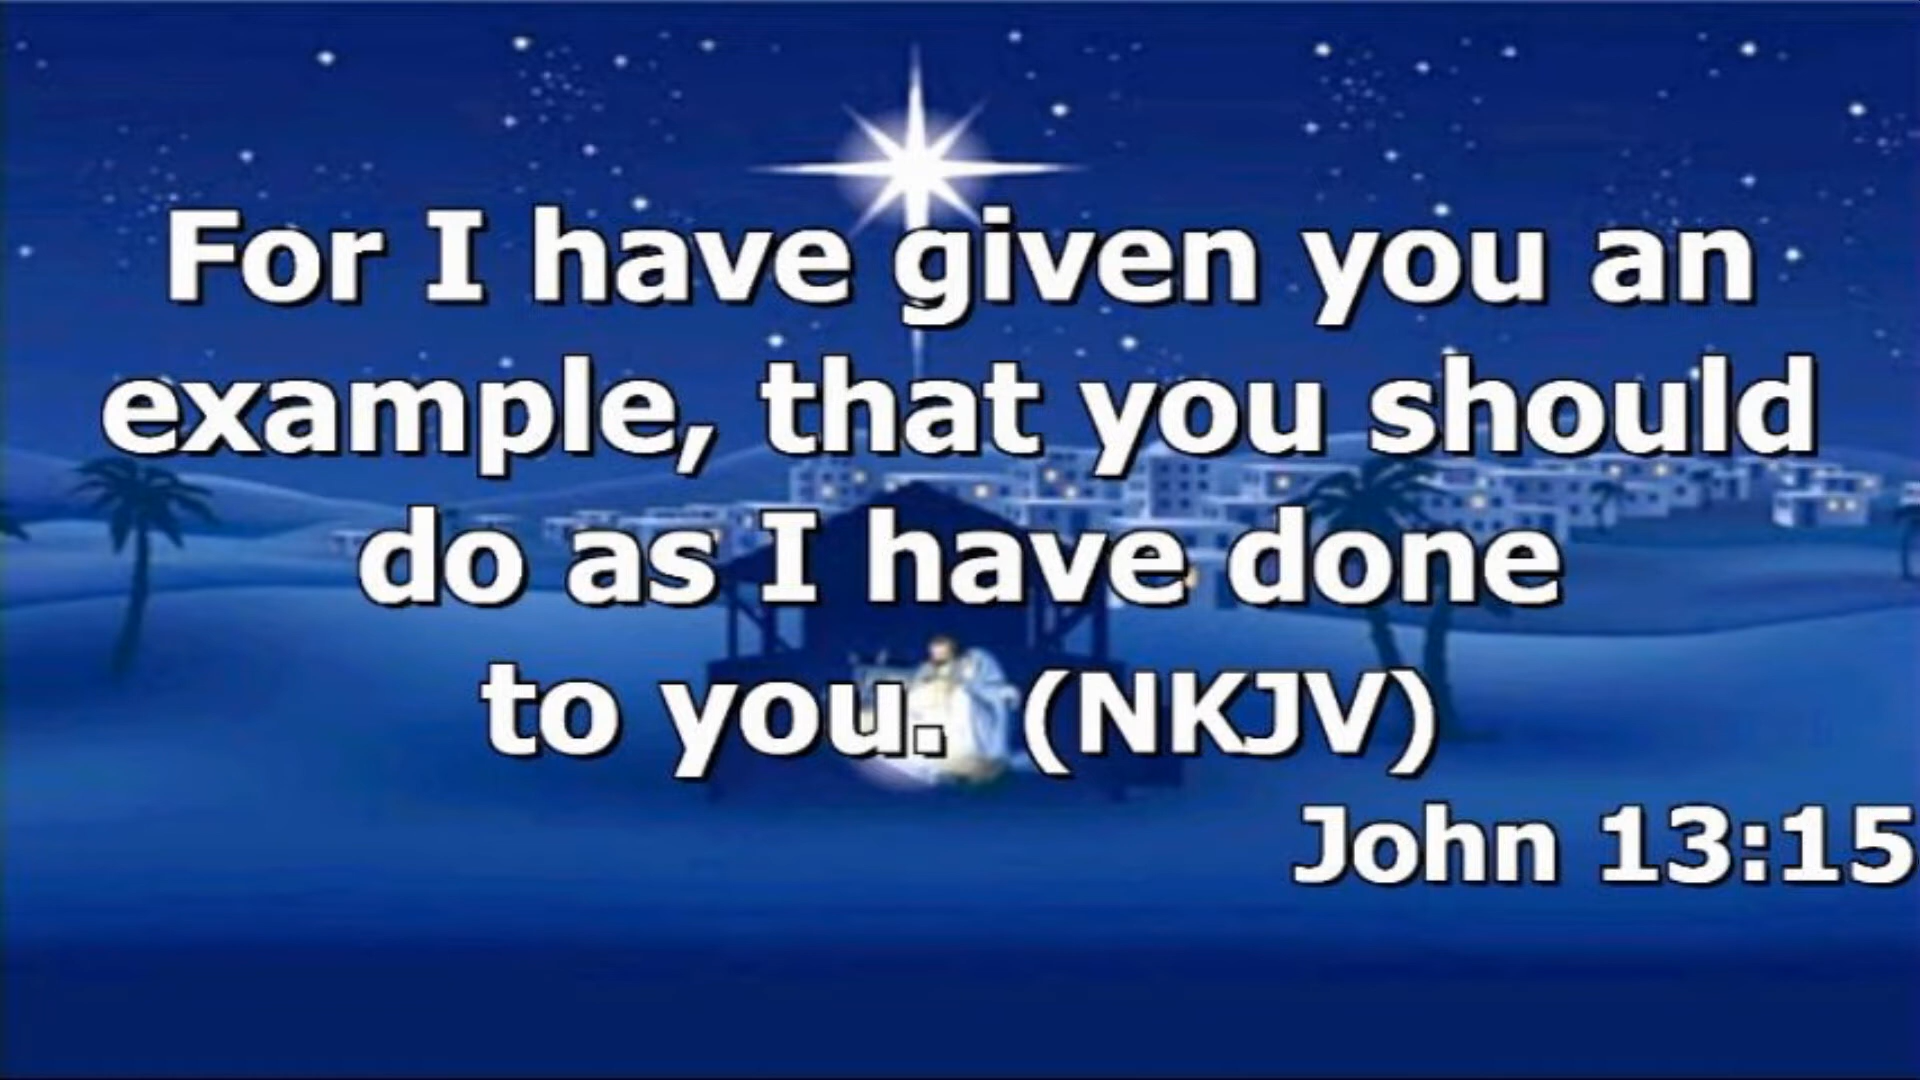 For I have given you an
example, that you should
do as I have done
to you. (NKJV)
John 13:15